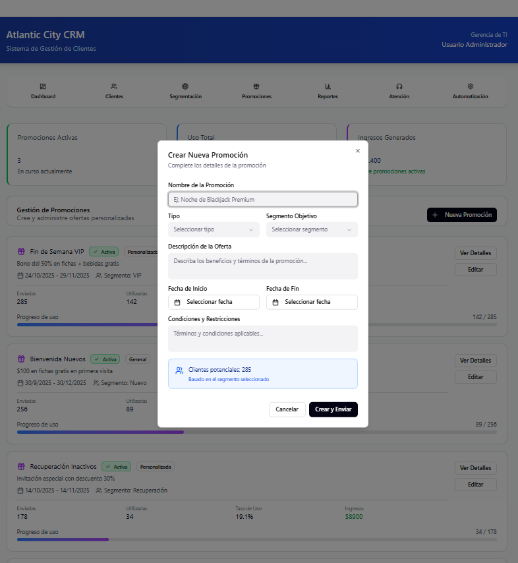 Atlantic City CRM
Sistema de Gestión de Clientes
Gerencia de TI
Usuario Administrador
Dashboard
Clientes
Segmentación
Promociones
Reportes
Atención
Automatización
Promociones Activas
3
En curso actualmente
Uso Total
Ingresos Generados
.400
promociones activas
Gestión de Promociones
Cree y administre ofertas personalizadas
+ Nueva Promoción
Fin de Semana VIP
Activa
Personalizada
Bono del 50% en fichas + bebidas gratis
24/10/2025 - 29/11/2025
Segmento: VIP
Ver Detalles
Editar
Enviadas
285
Utilizadas
142
Progreso de uso
142 / 285
Bienvenida Nuevos
Activa
General
$100 en fichas gratis en primera visita
30/9/2025 - 30/12/2025
Segmento: Nuevo
Ver Detalles
Editar
Enviadas
256
Utilizadas
89
Progreso de uso
89 / 256
Recuperación Inactivos
Activa
Personalizada
Invitación especial con descuento 30%
14/10/2025 - 14/11/2025
Segmento: Recuperación
Ver Detalles
Editar
Enviadas
178
Utilizadas
34
Tasa de Uso
19.1%
Ingresos
$8900
Progreso de uso
34 / 178
Crear Nueva Promoción
Complete los detalles de la promoción
Nombre de la Promoción
Ej: Noche de Blackjack Premium
Tipo
Seleccionar tipo
Segmento Objetivo
Seleccionar segmento
Descripción de la Oferta
Describa los beneficios y términos de la promoción...
Fecha de Inicio
Seleccionar fecha
Fecha de Fin
Seleccionar fecha
Condiciones y Restricciones
Términos y condiciones aplicables...
Clientes potenciales: 285
Basado en el segmento seleccionado
Cancelar
Crear y Enviar